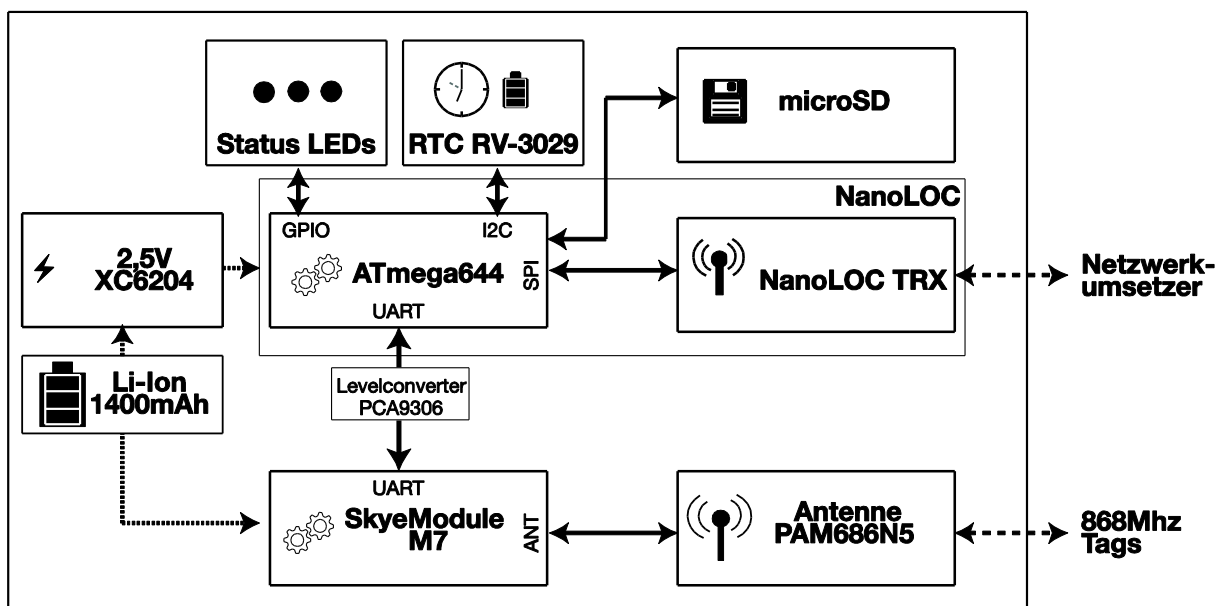 Status LEDs
RTC RV-3029
microSD
NanoLOC
GPIO
I2C
2,5V
XC6204
ATmega644
SPI
UART
NanoLOC TRX
Netzwerk-
umsetzer
Li-Ion
1400mAh
Levelconverter
PCA9306
UART
SkyeModule
M7
ANT
Antenne
PAM686N5
868Mhz
Tags